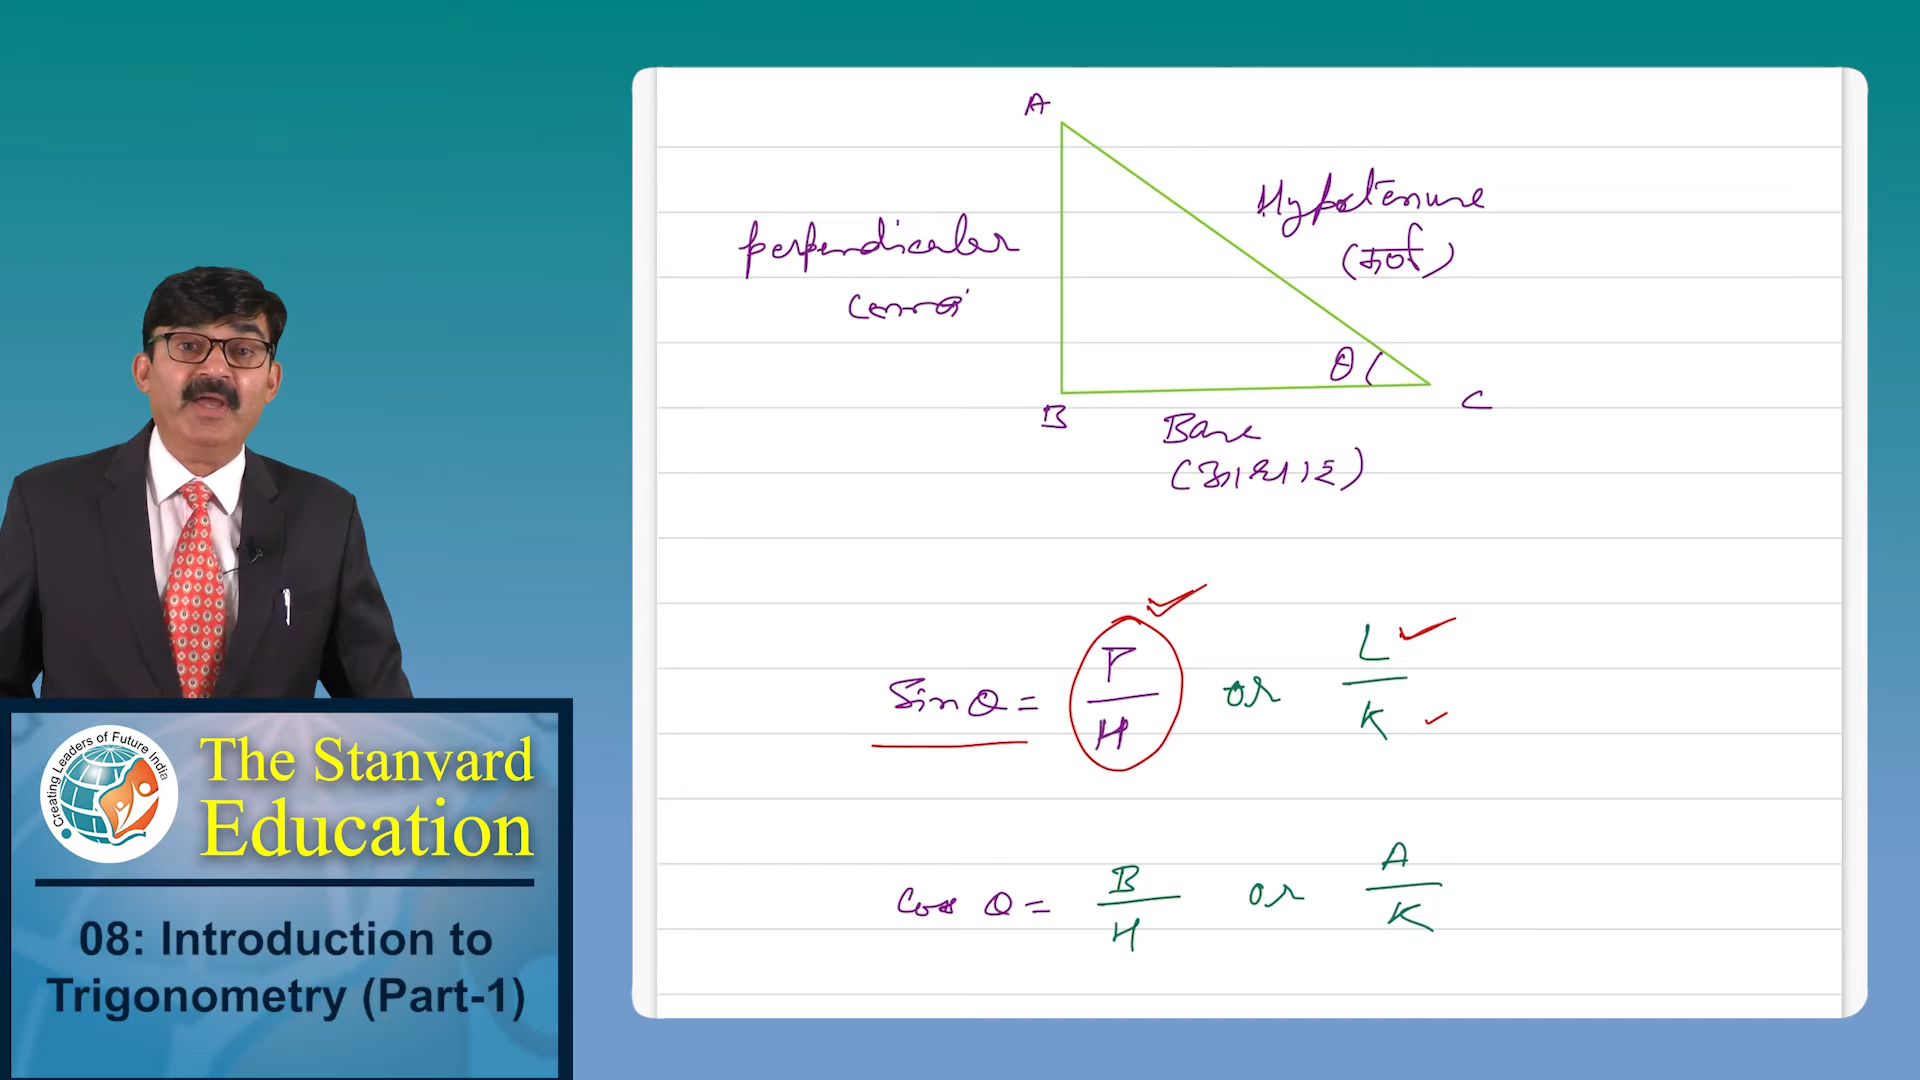 A
Hypotenuse
(कर्ण)
perpendicular
θ
B
C
Base
(आधार)
Sin θ = P/H or L/K
Cos θ = B/H or A/K
Creating Leaders of Future India
The Stanvard
Education
08: Introduction to
Trigonometry (Part-1)